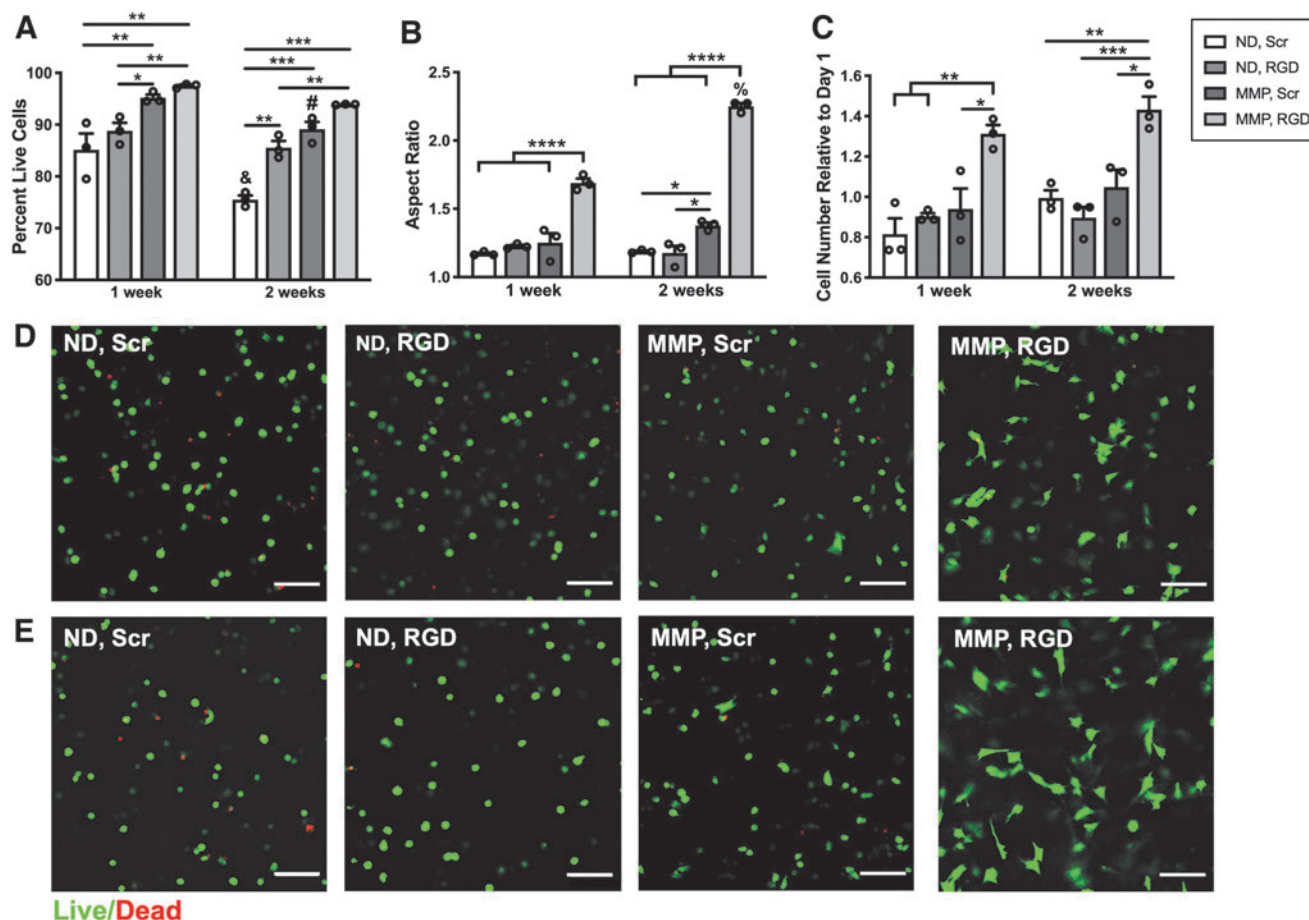 A
**
**
**
*
***
***
**
**
#
&
Percent Live Cells
100
90
80
70
60
1 week
2 weeks
B
****
****
*
*
%
Aspect Ratio
2.5
2.0
1.5
1.0
1 week
2 weeks
C
**
*
**
***
*
Cell Number Relative to Day 1
1.6
1.4
1.2
1.0
0.8
0.6
1 week
2 weeks
ND, Scr
ND, RGD
MMP, Scr
MMP, RGD
D
ND, Scr
ND, RGD
MMP, Scr
MMP, RGD
E
ND, Scr
ND, RGD
MMP, Scr
MMP, RGD
Live/Dead